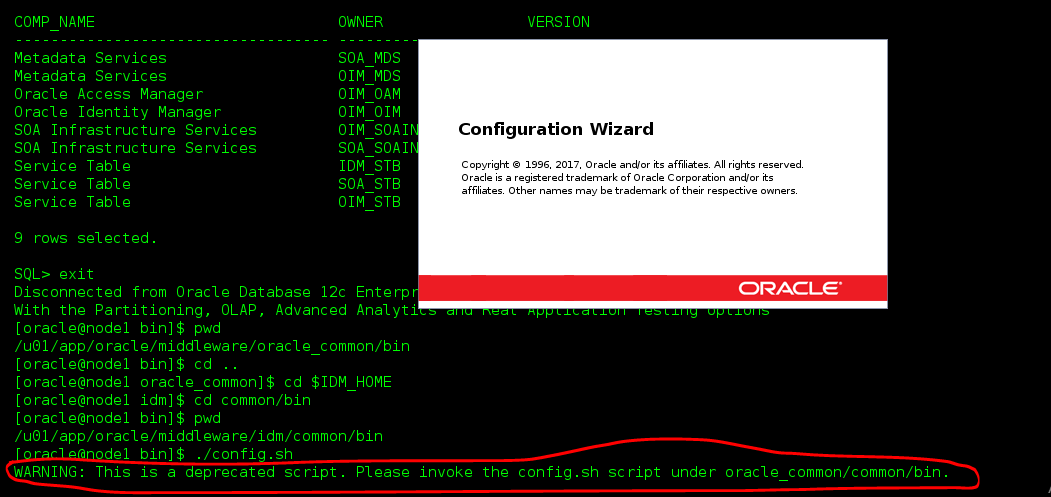 COMP_NAME OWNER VERSION
----------------------------------- ---------
Metadata Services SOA_MDS
Metadata Services OIM_MDS
Oracle Access Manager OIM_OAM
Oracle Identity Manager OIM_OIM
SOA Infrastructure Services OIM_SOAIN
SOA Infrastructure Services SOA_SOAIN
Service Table IDM_STB
Service Table SOA_STB
Service Table OIM_STB
9 rows selected.
SQL> exit
Disconnected from Oracle Database 12c Enterpr
With the Partitioning, OLAP, Advanced Analytics and Real Application Testing options
[oracle@node1 bin]$ pwd
/u01/app/oracle/middleware/oracle_common/bin
[oracle@node1 bin]$ cd ..
[oracle@node1 oracle_common]$ cd $IDM_HOME
[oracle@node1 idm]$ cd common/bin
[oracle@node1 bin]$ pwd
/u01/app/oracle/middleware/idm/common/bin
[oracle@node1 bin]$ ./config.sh
WARNING: This is a deprecated script. Please invoke the config.sh script under oracle_common/common/bin.
Configuration Wizard
Copyright © 1996, 2017, Oracle and/or its affiliates. All rights reserved.
Oracle is a registered trademark of Oracle Corporation and/or its
affiliates. Other names may be trademark of their respective owners.
ORACLE